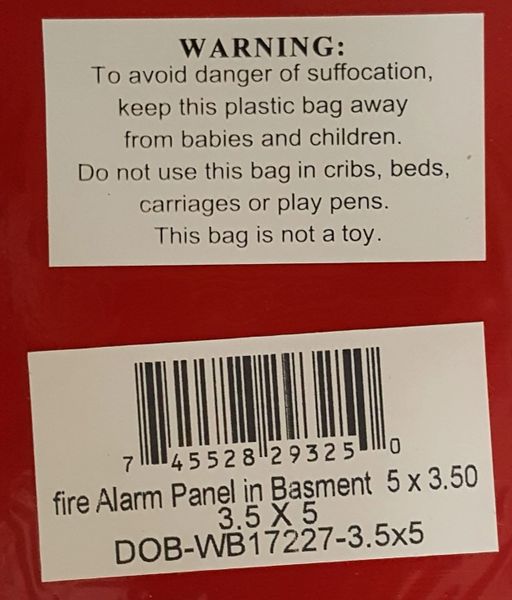 WARNING:
To avoid danger of suffocation,
keep this plastic bag away
from babies and children.
Do not use this bag in cribs, beds,
carriages or play pens.
This bag is not a toy.
7 45528 29325 0
fire Alarm Panel in Basment 5 x 3.50
3.5 X 5
DOB-WB17227-3.5x5